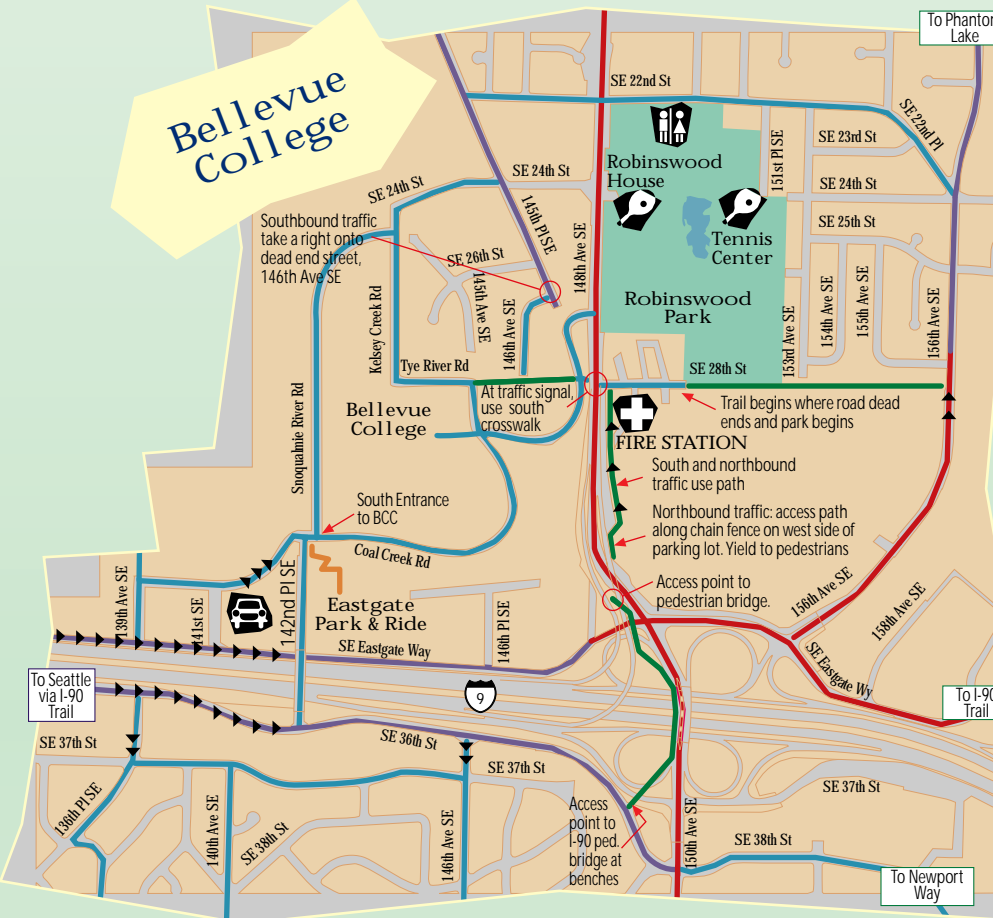 Bellevue
College
To Phantom
Lake
SE 22nd St
SE 22nd Pl
SE 23rd St
151st Pl SE
SE 24th St
SE 25th St
Robinswood
House
Tennis
Center
Robinswood
Park
SE 24th St
SE 24th St
145th Pl SE
148th Ave SE
Southbound traffic
take a right onto
dead end street,
146th Ave SE
SE 26th St
145th Ave SE
146th Ave SE
Kelsey Creek Rd
Tye River Rd
Snoqualmie River Rd
153rd Ave SE
154th Ave SE
155th Ave SE
156th Ave SE
SE 28th St
At traffic signal,
use south
crosswalk
Bellevue
College
Trail begins where road dead
ends and park begins
FIRE STATION
South and northbound
traffic use path
Northbound traffic: access path
along chain fence on west side of
parking lot. Yield to pedestrians
South Entrance
to BCC
Coal Creek Rd
Access point to
pedestrian bridge.
139th Ave SE
141st SE
142nd Pl SE
Eastgate
Park & Ride
146th Pl SE
156th Ave SE
158th Ave SE
SE Eastgate Way
SE Eastgate Wy
To Seattle
via I-90
Trail
9
To I-90
Trail
SE 36th St
SE 37th St
SE 37th St
SE 37th St
136th Pl SE
140th Ave SE
SE 38th St
146th Ave SE
Access
point to
I-90 ped.
bridge at
benches
150th Ave SE
SE 38th St
To Newport
Way